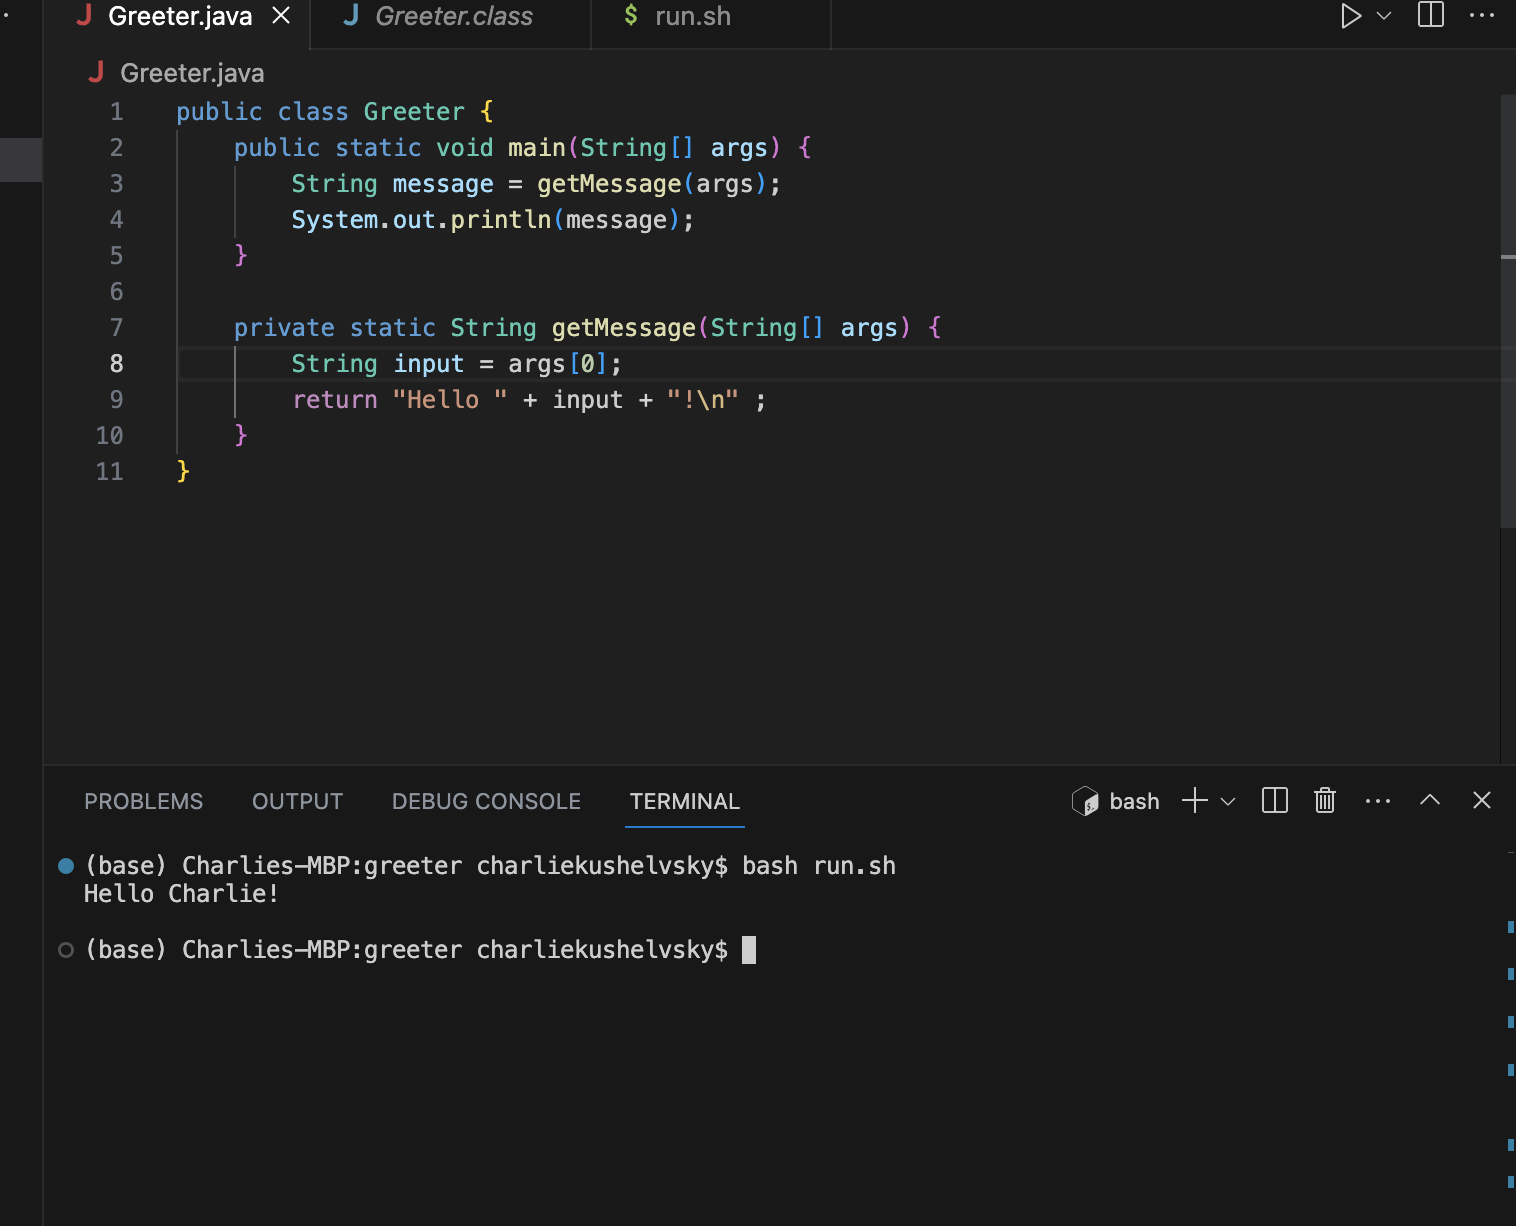 Greeter.java Greeter.class $ run.sh
Greeter.java
1 public class Greeter {
2     public static void main(String[] args) {
3         String message = getMessage(args);
4         System.out.println(message);
5     }
6
7     private static String getMessage(String[] args) {
8         String input = args[0];
9         return "Hello " + input + "!\n" ;
10     }
11 }
PROBLEMS OUTPUT DEBUG CONSOLE TERMINAL bash
(base) Charlies-MBP:greeter charliekushelvsky$ bash run.sh
Hello Charlie!
(base) Charlies-MBP:greeter charliekushelvsky$